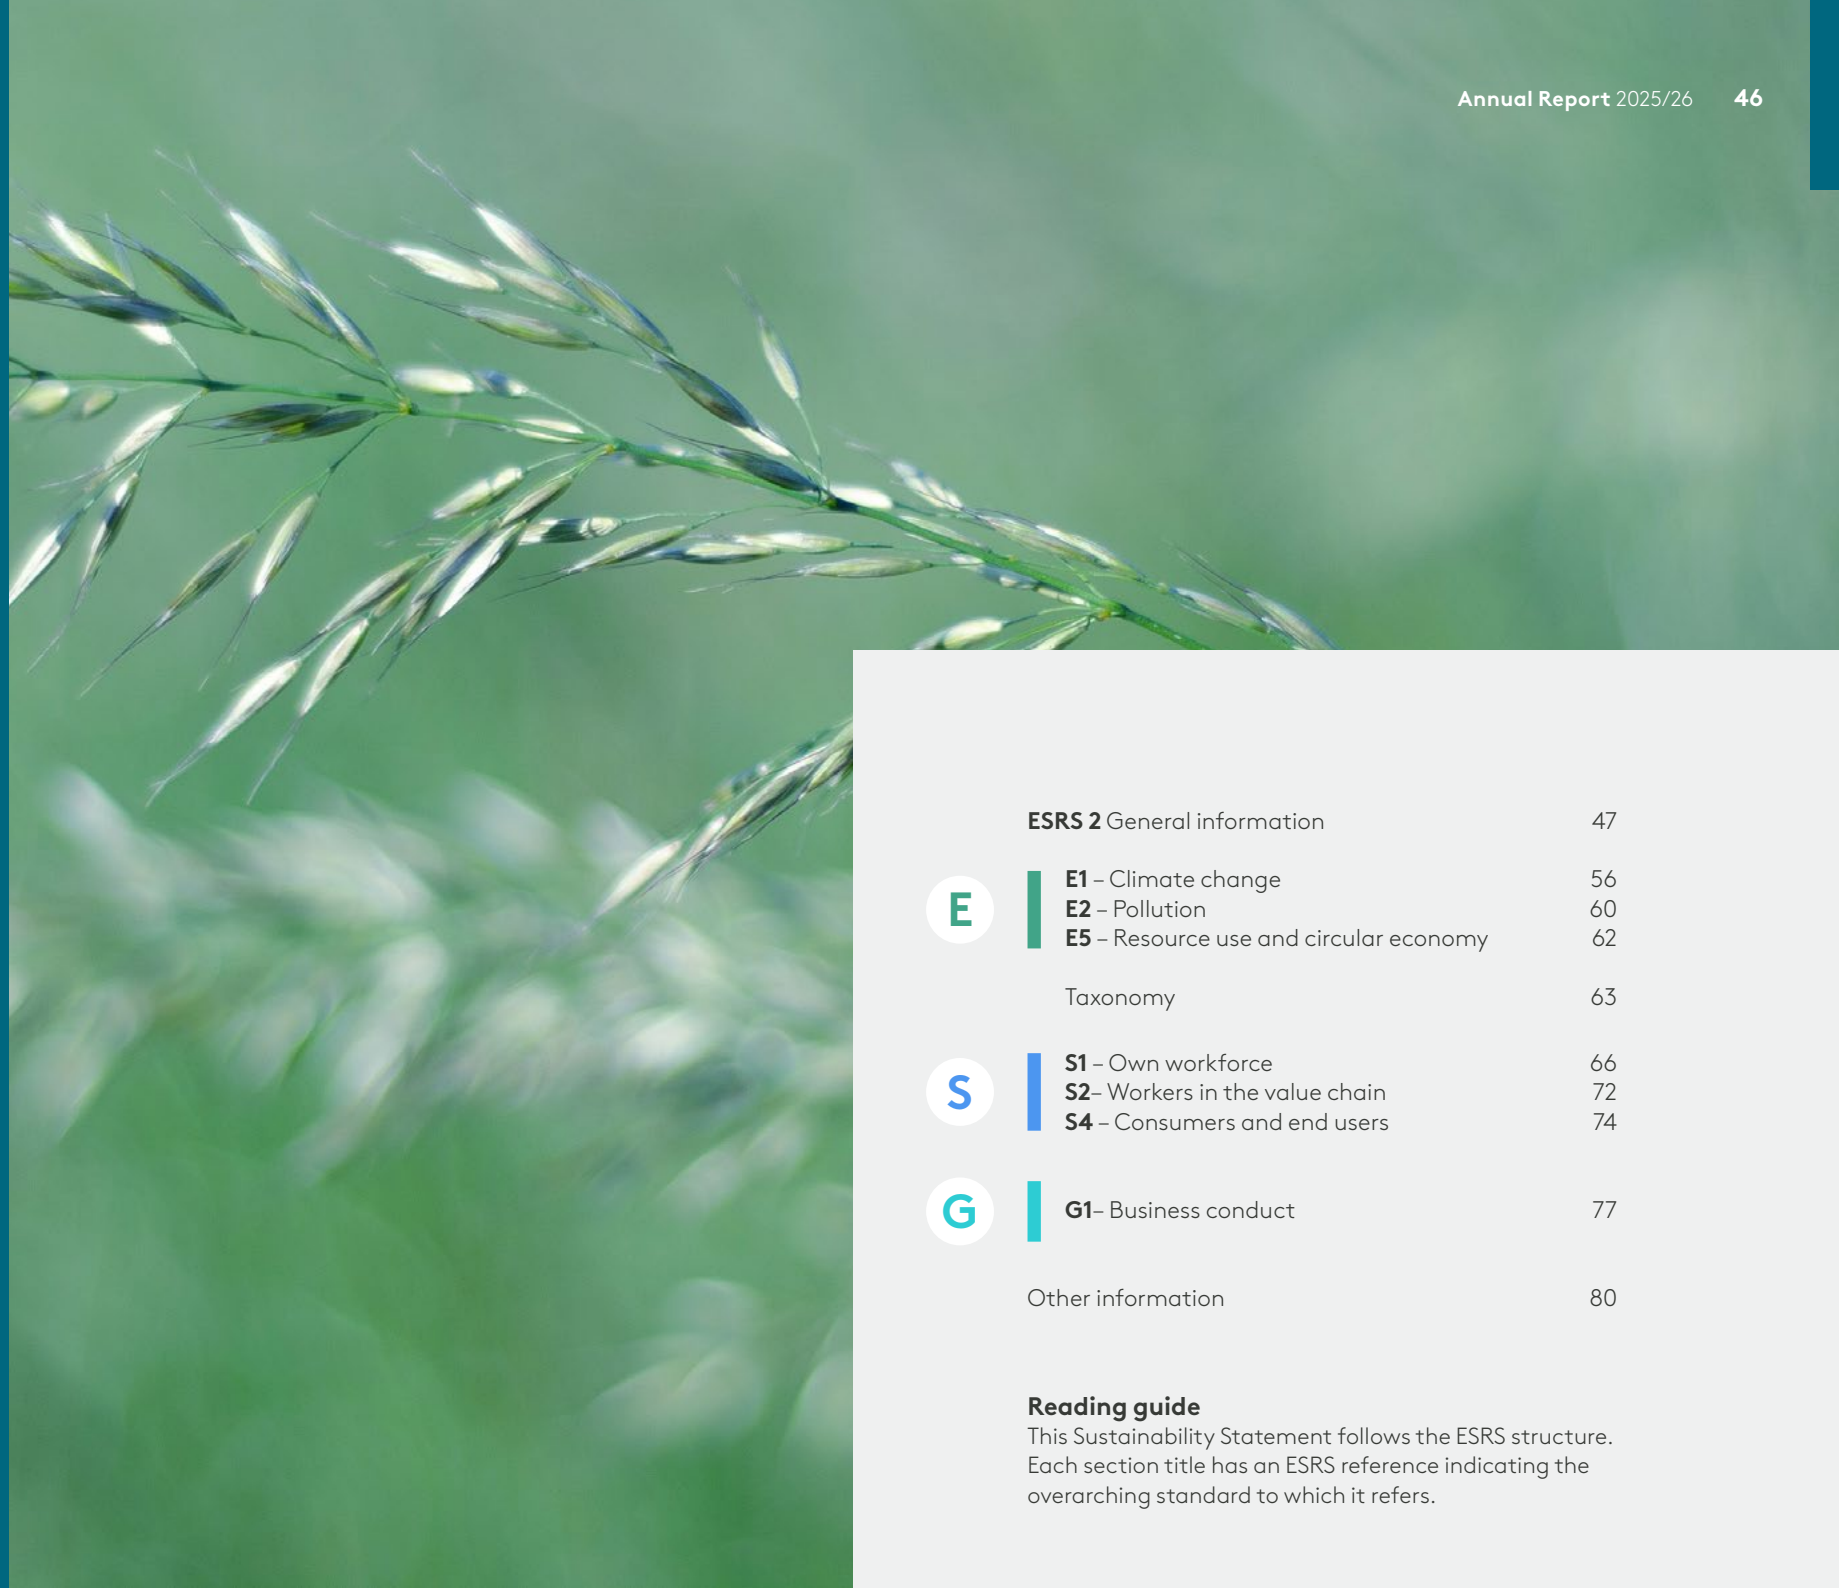 Annual Report 2025/26 46
ESRS 2 General information 47
E
E1 – Climate change 56
E2 – Pollution 60
E5 – Resource use and circular economy 62
Taxonomy 63
S
S1 – Own workforce 66
S2– Workers in the value chain 72
S4 – Consumers and end users 74
G
G1– Business conduct 77
Other information 80
Reading guide
This Sustainability Statement follows the ESRS structure.
Each section title has an ESRS reference indicating the
overarching standard to which it refers.